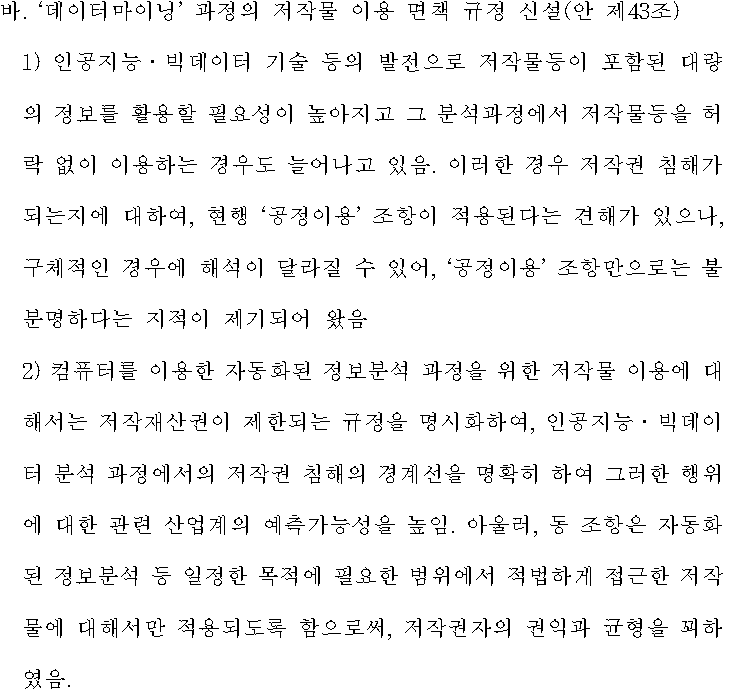 바. ‘데이터마이닝’ 과정의 저작물 이용 면책 규정 신설(안 제43조)
1) 인공지능·빅데이터 기술 등의 발전으로 저작물등이 포함된 대량
의 정보를 활용할 필요성이 높아지고 그 분석과정에서 저작물등을 허
락 없이 이용하는 경우도 늘어나고 있음. 이러한 경우 저작권 침해가
되는지에 대하여, 현행 ‘공정이용’ 조항이 적용된다는 견해가 있으나,
구체적인 경우에 해석이 달라질 수 있어, ‘공정이용’ 조항만으로는 불
분명하다는 지적이 제기되어 왔음
2) 컴퓨터를 이용한 자동화된 정보분석 과정을 위한 저작물 이용에 대
해서는 저작재산권이 제한되는 규정을 명시화하여, 인공지능·빅데이
터 분석 과정에서의 저작권 침해의 경계선을 명확히 하여 그러한 행위
에 대한 관련 산업계의 예측가능성을 높임. 아울러, 동 조항은 자동화
된 정보분석 등 일정한 목적에 필요한 범위에서 적법하게 접근한 저작
물에 대해서만 적용되도록 함으로써, 저작권자의 권익과 균형을 꾀하
였음.